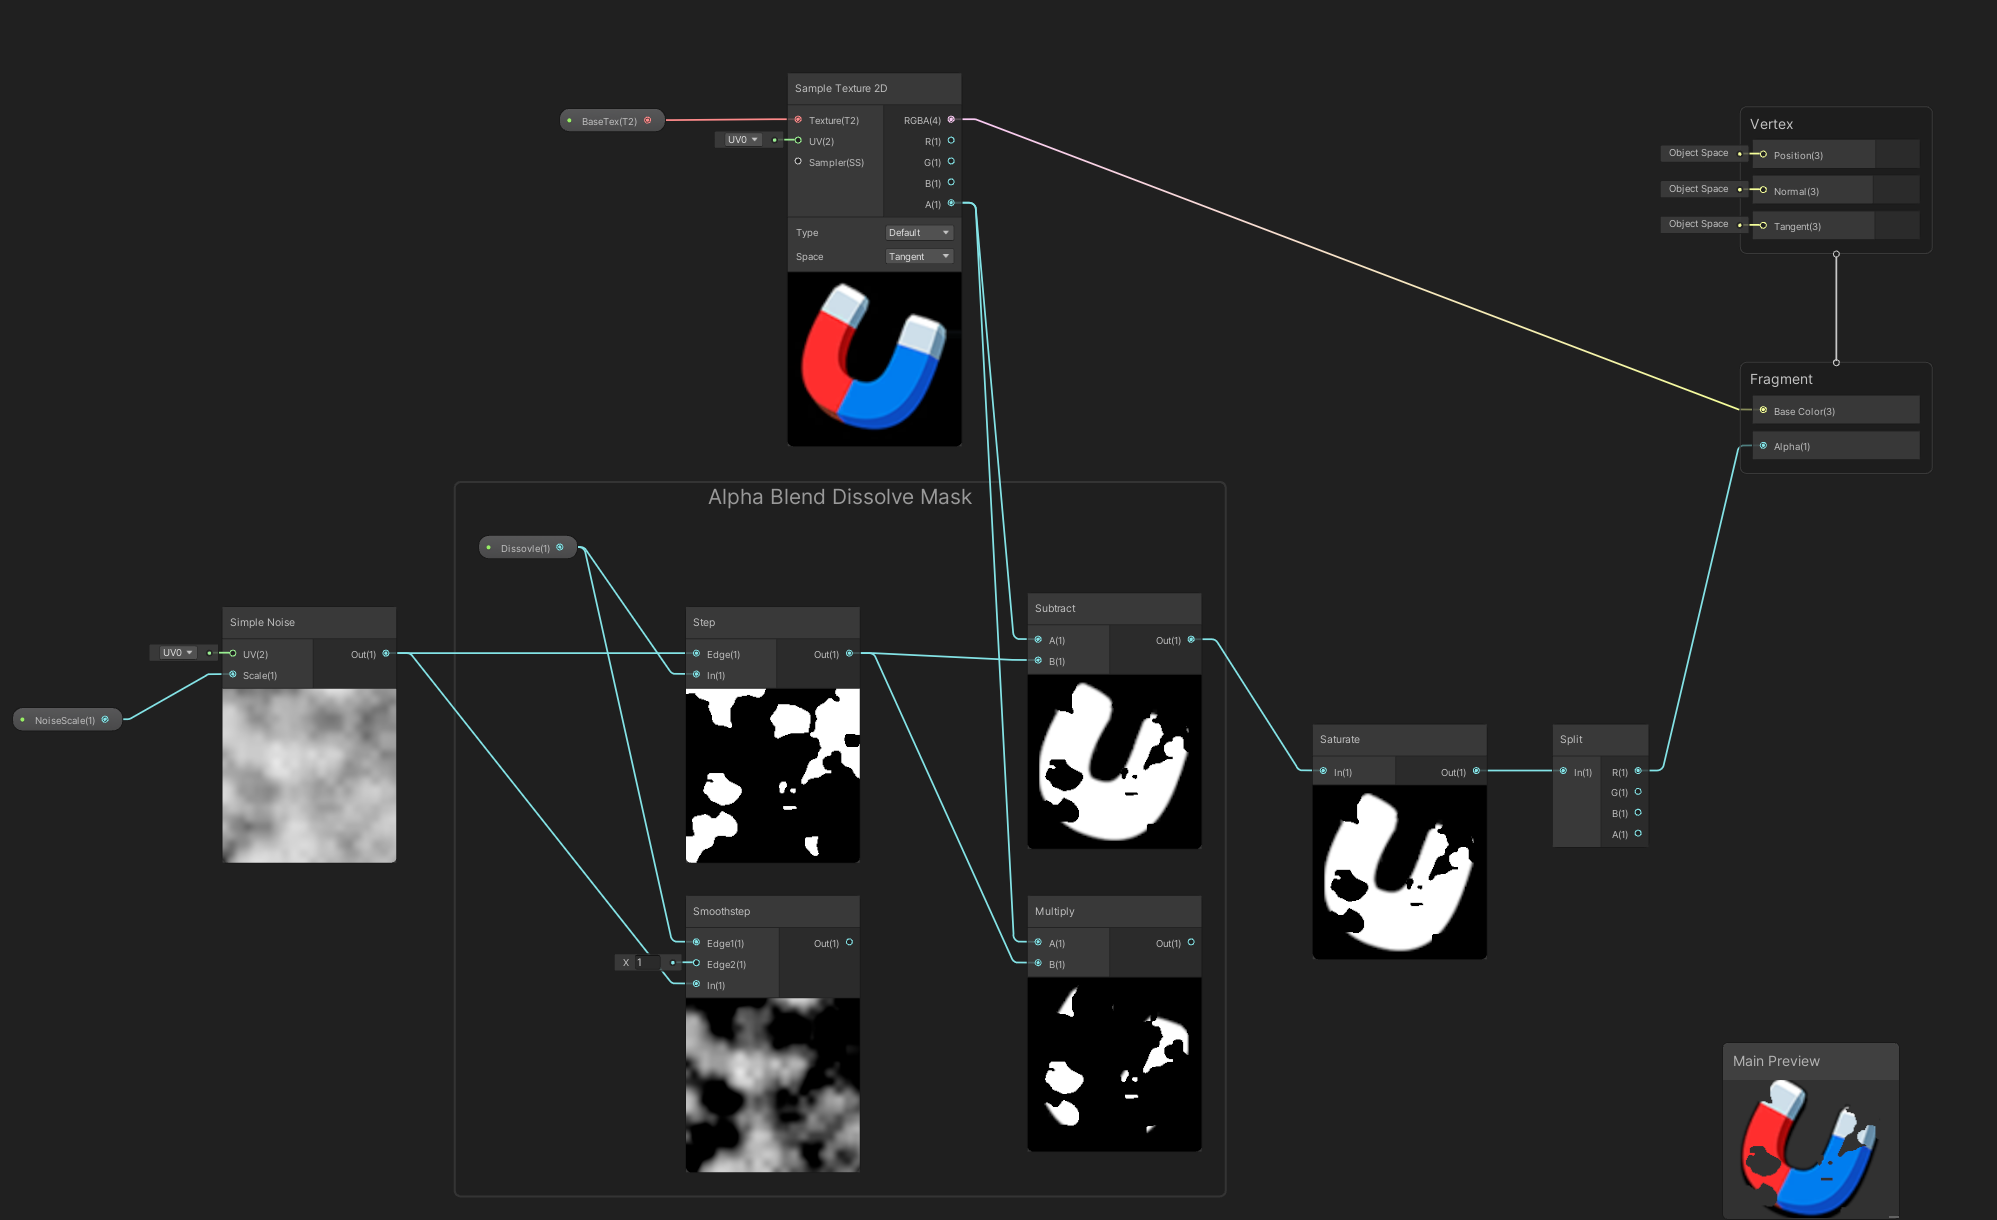 Sample Texture 2D
BaseTex(T2)
Texture(T2)
RGBA(4)
UV0
UV(2)
R(1)
Sampler(SS)
G(1)
B(1)
A(1)
Type
Default
Space
Tangent
Vertex
Object Space
Position(3)
Object Space
Normal(3)
Object Space
Tangent(3)
Fragment
Base Color(3)
Alpha(1)
Alpha Blend Dissolve Mask
Dissovle(1)
Simple Noise
UV0
UV(2)
Out(1)
Scale(1)
NoiseScale(1)
Step
Edge(1)
Out(1)
In(1)
Subtract
A(1)
Out(1)
B(1)
Smoothstep
Edge1(1)
Out(1)
X 1
Edge2(1)
In(1)
Multiply
A(1)
Out(1)
B(1)
Saturate
In(1)
Out(1)
Split
In(1)
R(1)
G(1)
B(1)
A(1)
Main Preview